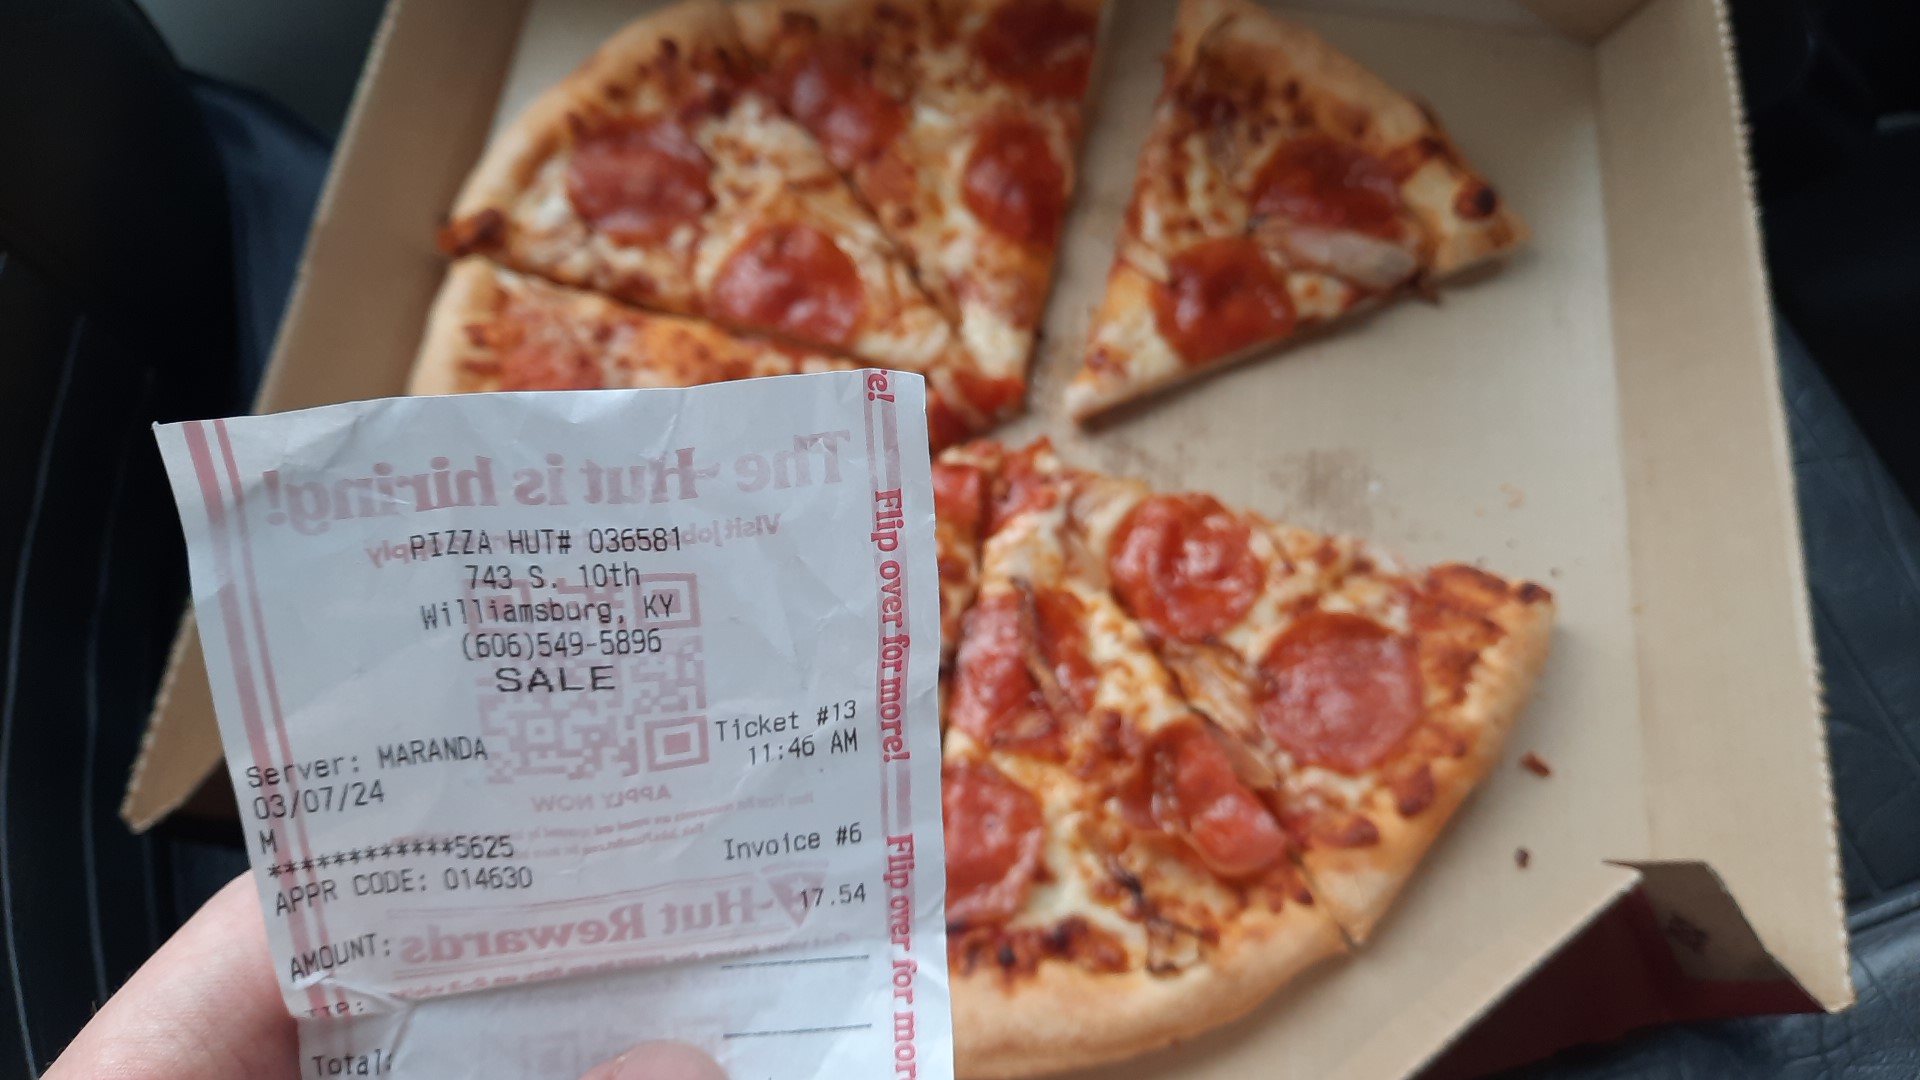 The Hut is hiring!
PIZZA HUT# 036581
743 S. 10th
Williamsburg, KY
(606)549-5896
SALE
Ticket #13
Server: MARANDA
11:46 AM
03/07/24
M
************5625
Invoice #6
APPR CODE: 014630
APPLY NOW
AMOUNT:
17.54
Hut Rewards
TIP:
Total:
e!
Flip over for more!
Flip over for mor